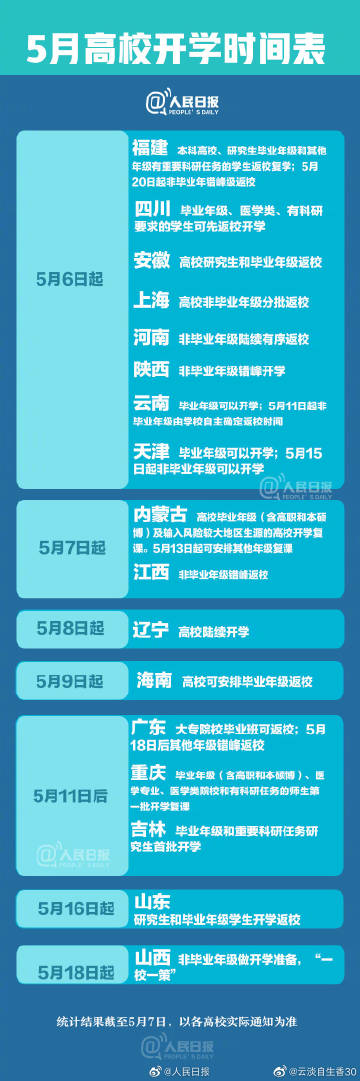 5月高校开学时间表
@人民日报
PEOPLE'S DAILY
5月6日起
福建 本科高校、研究生毕业年级和其他
年级有重要科研任务的学生返校复学；5月
20日起非毕业年错峰返校
四川 毕业年级、医学类、有科研
要求的学生可先返校开学
安徽 高校研究生和毕业年级返校
上海 高校非毕业年级分批返校
河南 非毕业年级陆续有序返校
陕西 非毕业年级错峰开学
云南 毕业年级可以开学；5月11日起非
毕业年级由学校自主确定返校时间
天津 毕业年级可以开学；5月15
日起非毕业年级可以开学
@人民日报
PEOPLE'S DAILY
5月7日起
内蒙古 高校毕业年级（含高职和本硕
博）及输入风险较大地区生源的高校开学复
课。5月13日起可安排其他年级复课
江西 非毕业年级错峰返校
5月8日起
辽宁 高校陆续开学
5月9日起
海南 高校可安排毕业年级返校
5月11日后
广东 大专院校毕业班可返校；5月
18日后其他年级错峰返校
重庆 毕业年级（含高职和本硕博）、医
学专业、医学类院校和有科研任务的师生第
一批开学复课
吉林 毕业年级和重要科研任务研
究生首批开学
@人民日报
PEOPLE'S DAILY
5月16日起
山东
研究生和毕业年级学生开学返校
5月18日起
山西 非毕业年级做开学准备，“一
校一策”
统计结果截至5月7日，以各高校实际通知为准
@人民日报
PEOPLE'S DAILY
@人民日报
@云淡自生香30